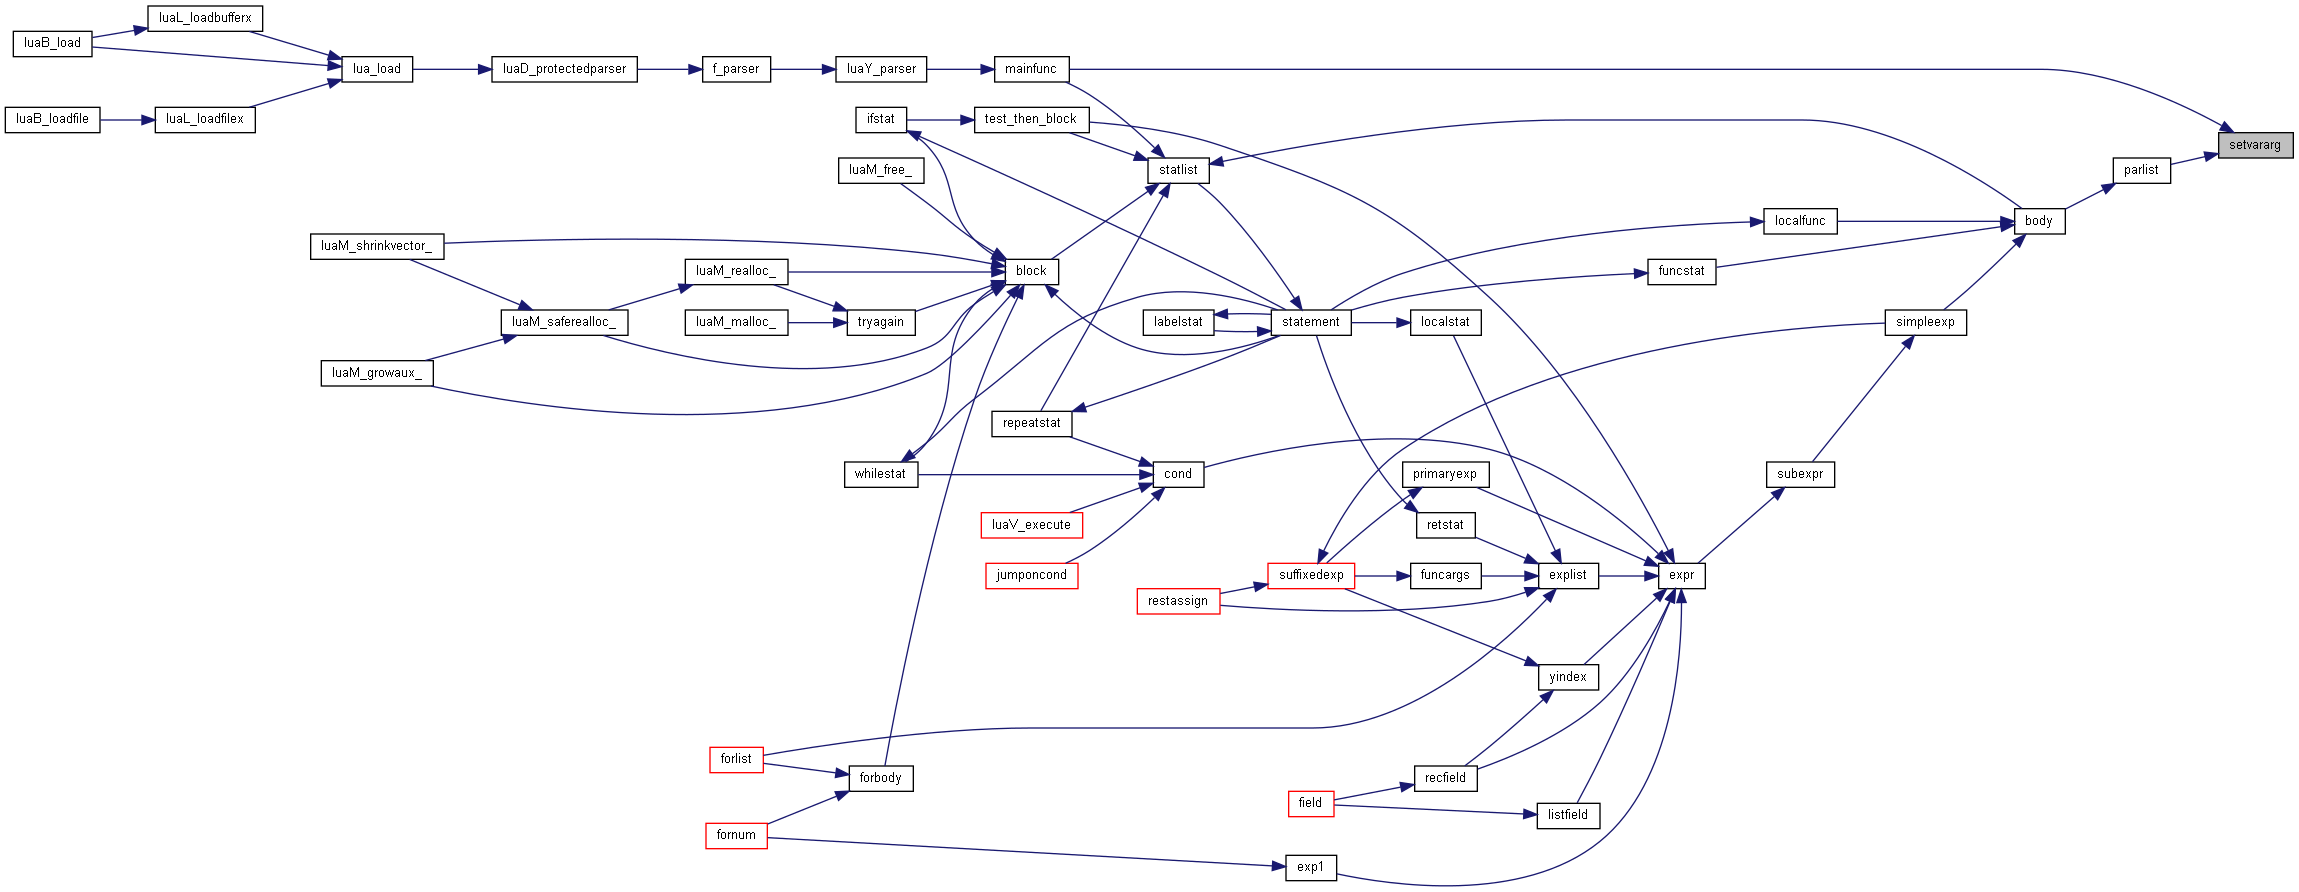 luaL_loadbufferx
luaB_load
lua_load
luaD_protectedparser
f_parser
luaY_parser
mainfunc
luaB_loadfile
luaL_loadfilex
ifstat
test_then_block
setvararg
luaM_free_
statlist
parlist
localfunc
body
luaM_shrinkvector_
luaM_realloc_
block
funcstat
luaM_saferealloc_
luaM_malloc_
tryagain
labelstat
statement
localstat
simpleexp
luaM_growaux_
repeatstat
whilestat
cond
primaryexp
subexpr
luaV_execute
retstat
jumponcond
suffixedexp
funcargs
explist
expr
restassign
yindex
forlist
forbody
recfield
field
listfield
fornum
exp1